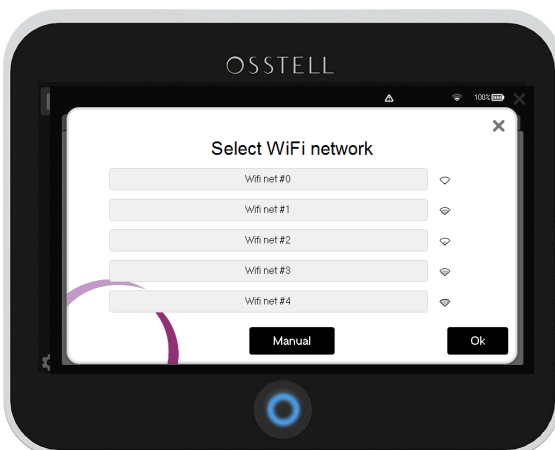 OSSTELL
100%
Select WiFi network
Wifi net #0
Wifi net #1
Wifi net #2
Wifi net #3
Wifi net #4
Manual
Ok